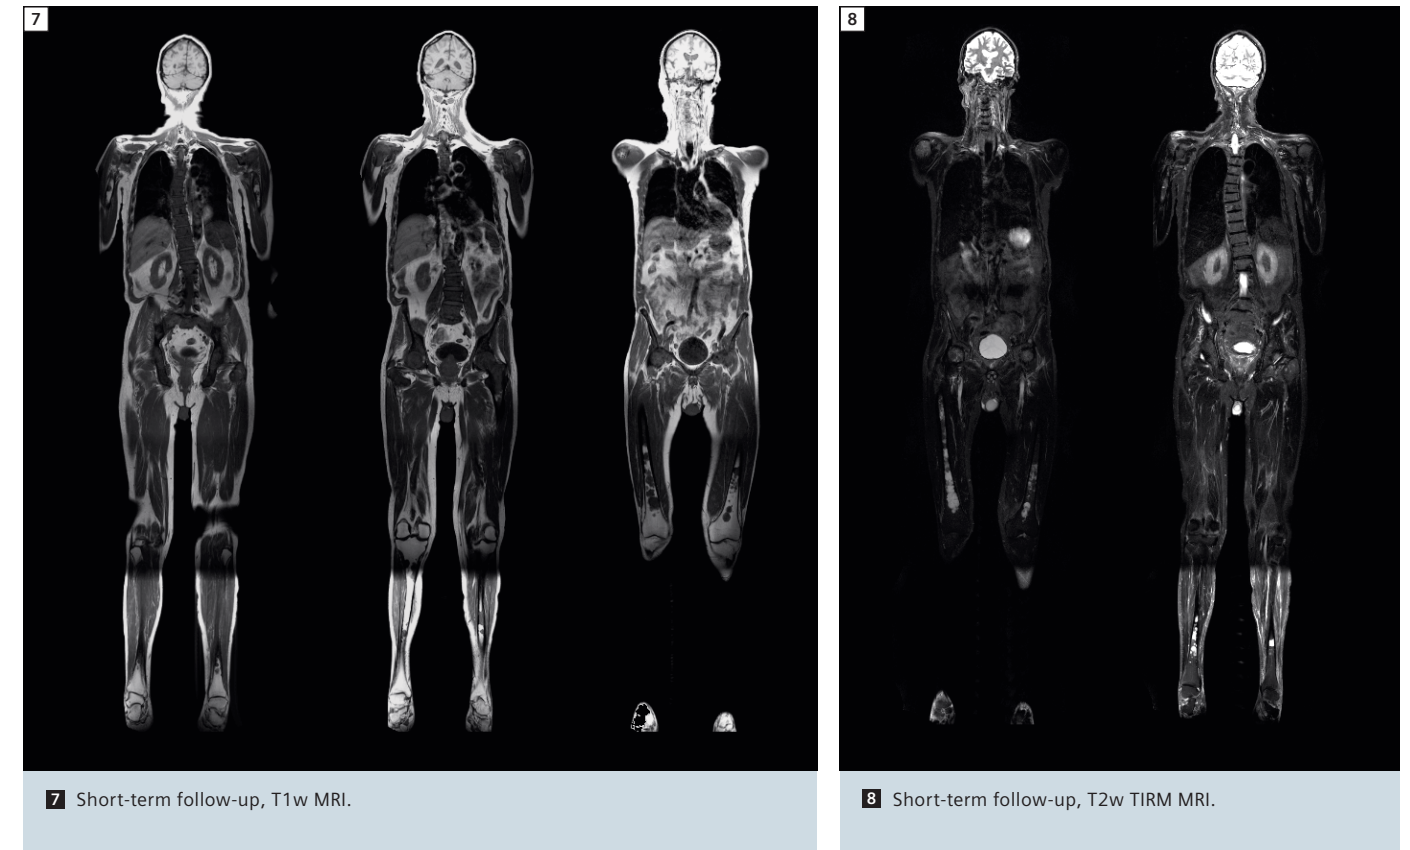 7
8
7 Short-term follow-up, T1w MRI.
8 Short-term follow-up, T2w TIRM MRI.